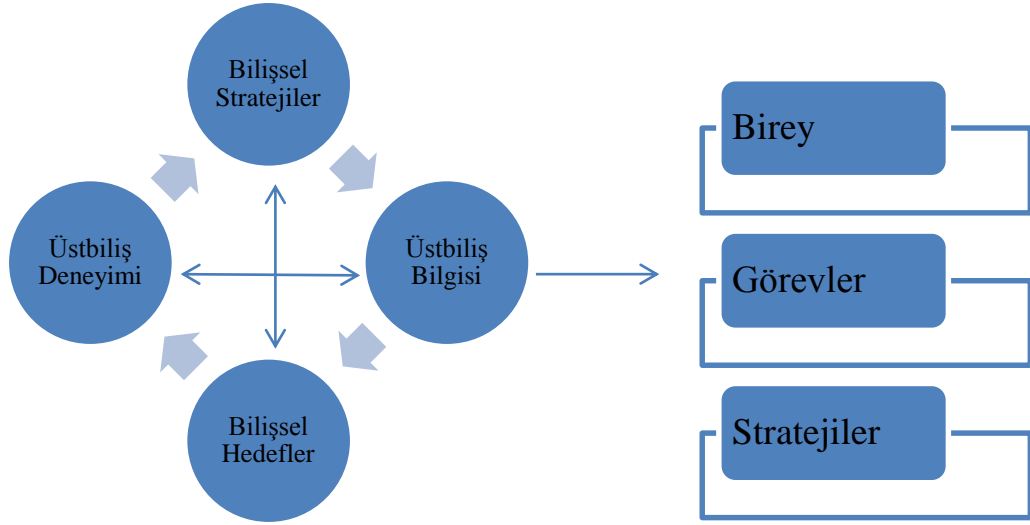 Bilişsel
Stratejiler
Üstbiliş
Deneyimi
Üstbiliş
Bilgisi
Bilişsel
Hedefler
Birey
Görevler
Stratejiler